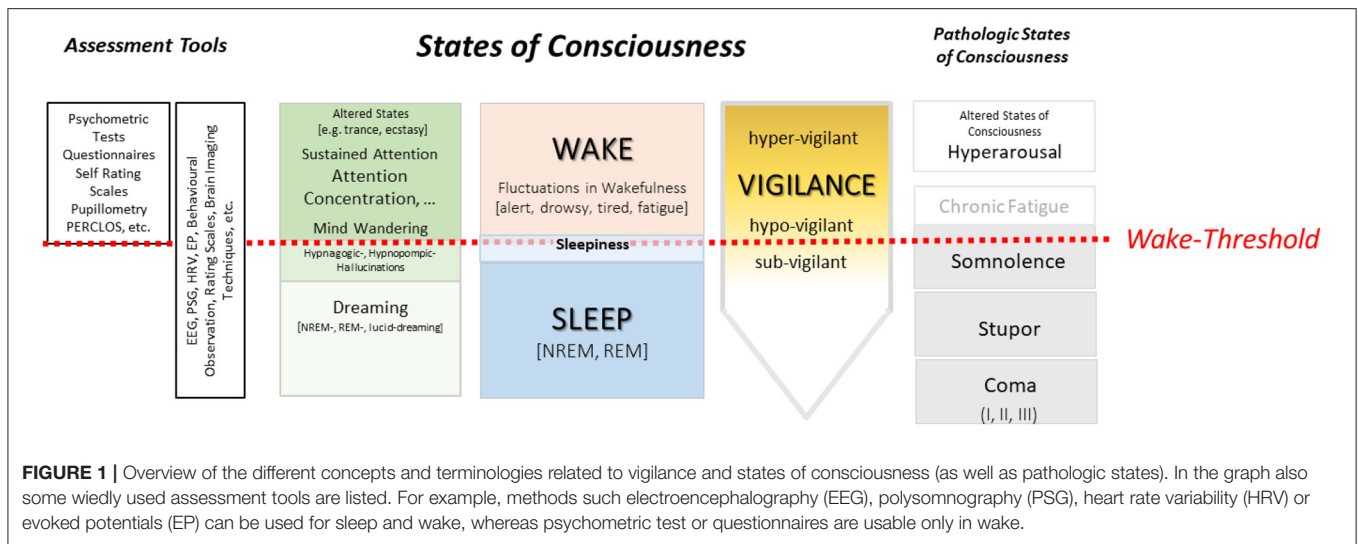 Assessment Tools
States of Consciousness
Pathologic States
of Consciousness
Psychometric
Tests
Questionnaires
Self Rating
Scales
Pupillometry
PERCLOS, etc.
EEG, PSG, HRV, EP, Behavioural
Observation, Rating Scales, Brain Imaging
Techniques, etc.
Altered States
[e.g. trance, ecstasy]
Sustained Attention
Attention
Concentration, ...
Mind Wandering
Hypnagogic-, Hypnopompic-
Hallucinations
Dreaming
[NREM-, REM-, lucid-dreaming]
WAKE
Fluctuations in Wakefulness
[alert, drowsy, tired, fatigue]
Sleepiness
SLEEP
[NREM, REM]
hyper-vigilant
VIGILANCE
hypo-vigilant
sub-vigilant
Altered States of
Consciousness
Hyperarousal
Chronic Fatigue
Somnolence
Stupor
Coma
(I, II, III)
Wake-Threshold
FIGURE 1 | Overview of the different concepts and terminologies related to vigilance and states of consciousness (as well as pathologic states). In the graph also
some wiedly used assessment tools are listed. For example, methods such electroencephalography (EEG), polysomnography (PSG), heart rate variability (HRV) or
evoked potentials (EP) can be used for sleep and wake, whereas psychometric test or questionnaires are usable only in wake.